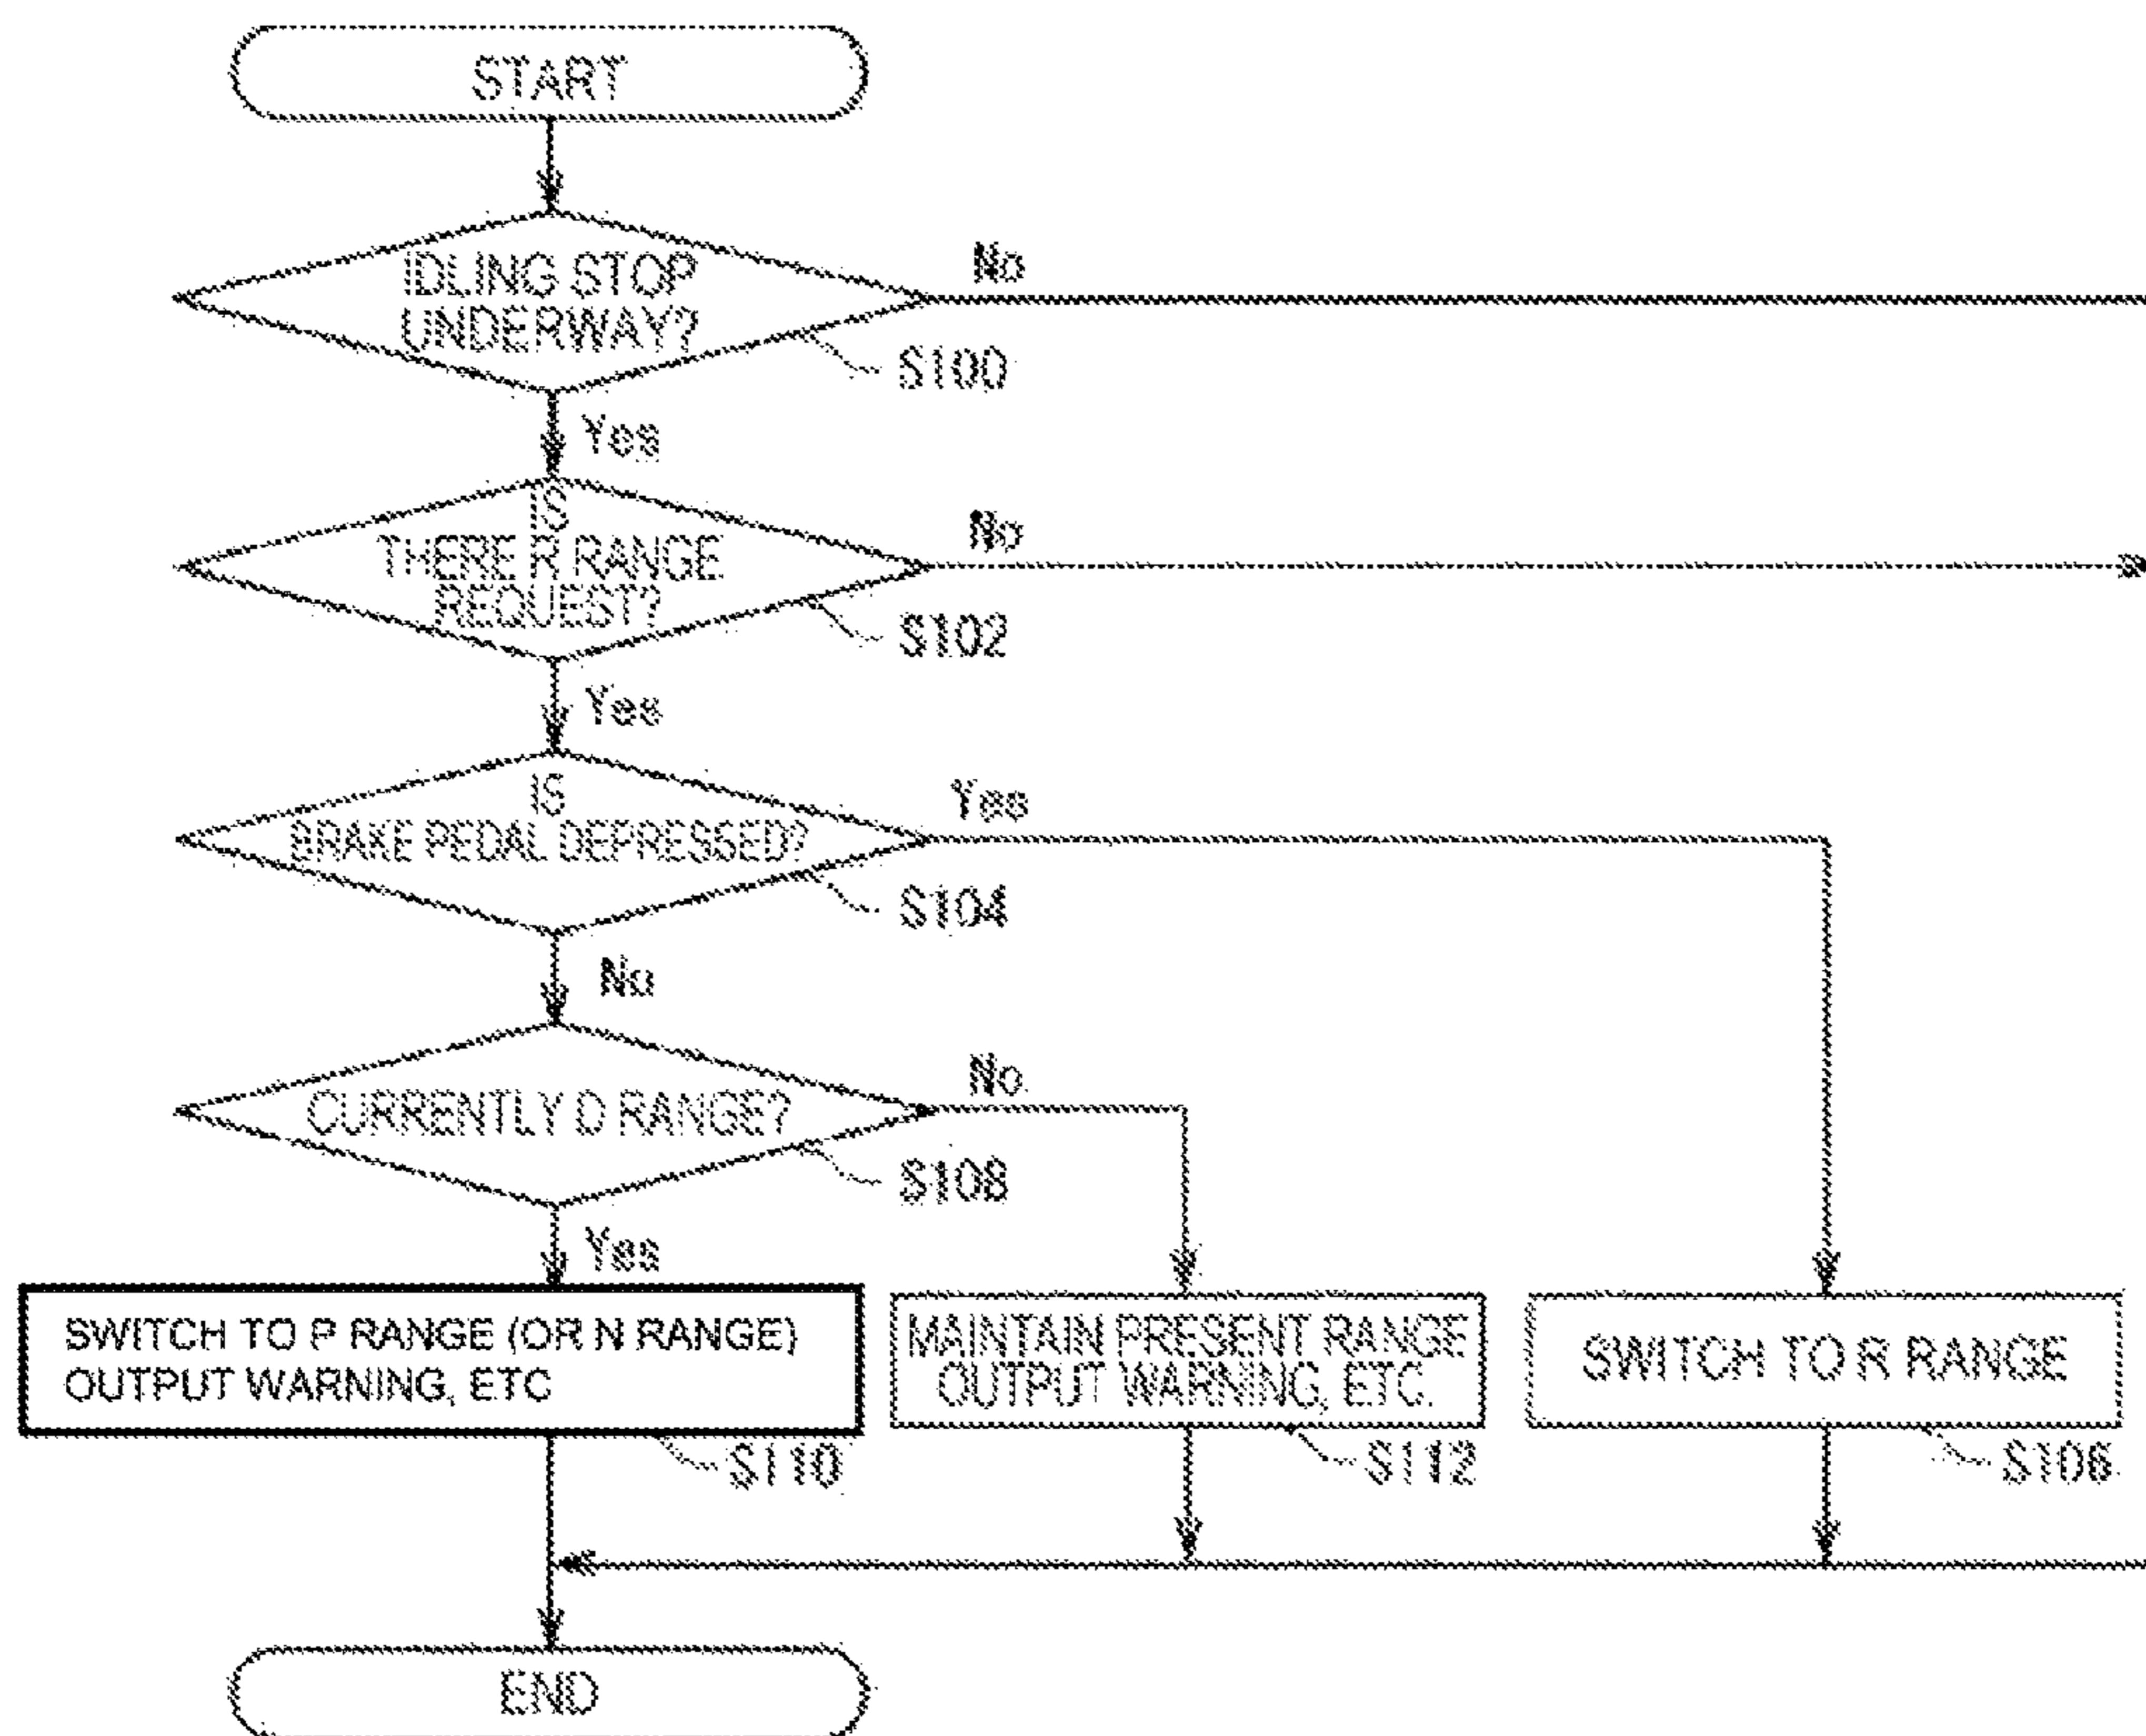 START
IDLING STOP
UNDERWAY?
No
S100
Yes
IS
THERE R RANGE
REQUEST?
No
S102
Yes
IS
BRAKE PEDAL DEPRESSED?
Yes
S104
No
CURRENTLY D RANGE?
No
S108
Yes
SWITCH TO P RANGE (OR N RANGE)
OUTPUT WARNING, ETC
S110
MAINTAIN PRESENT RANGE
OUTPUT WARNING, ETC.
S112
SWITCH TO R RANGE
S106
END